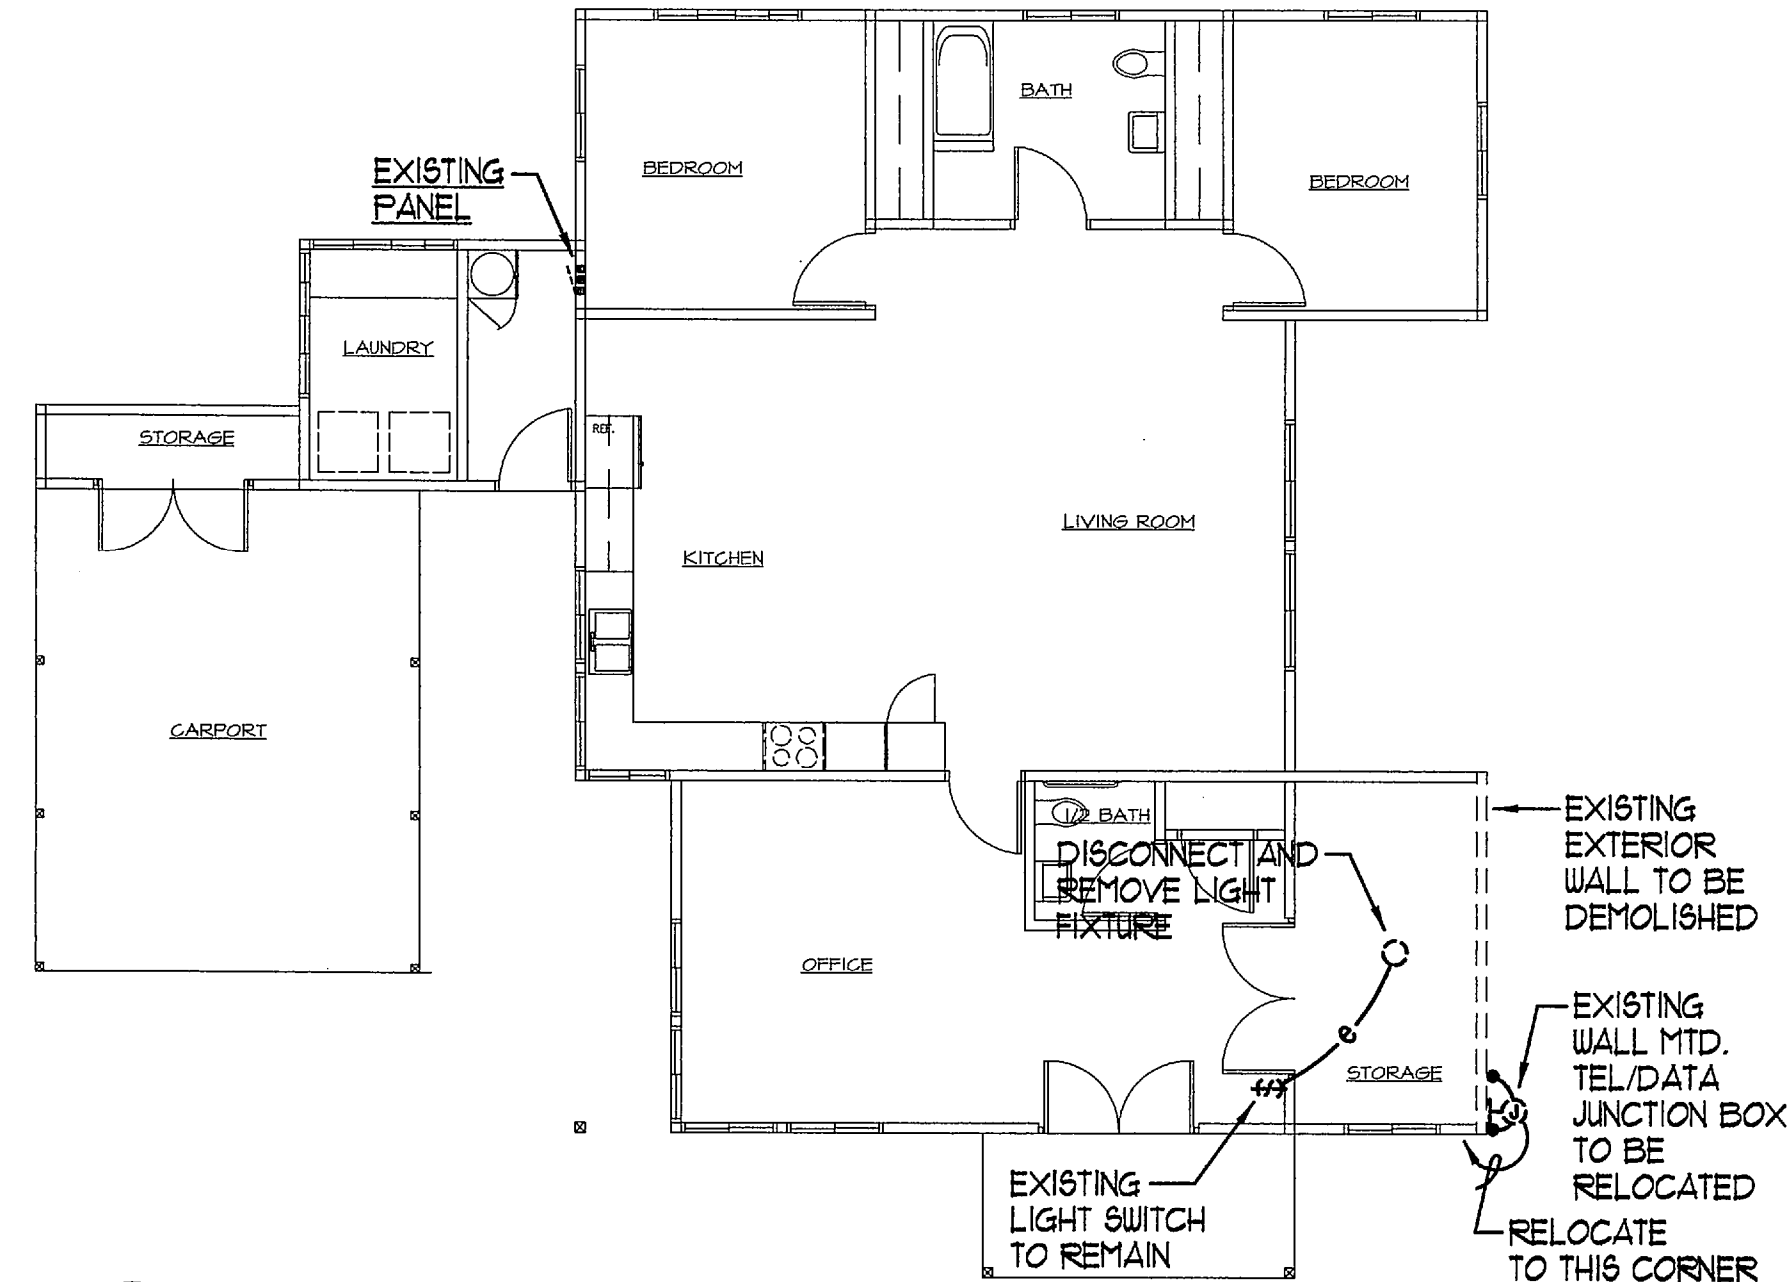 BATH
BEDROOM
BEDROOM
EXISTING
PANEL
LAUNDRY
STORAGE
REF.
LIVING ROOM
KITCHEN
CARPORT
1/2 BATH
DISCONNECT AND
REMOVE LIGHT
FIXTURE
EXISTING
EXTERIOR
WALL TO BE
DEMOLISHED
OFFICE
e
STORAGE
J
EXISTING
WALL MTD.
TEL/DATA
JUNCTION BOX
TO BE
RELOCATED
EXISTING
LIGHT SWITCH
TO REMAIN
RELOCATE
TO THIS CORNER